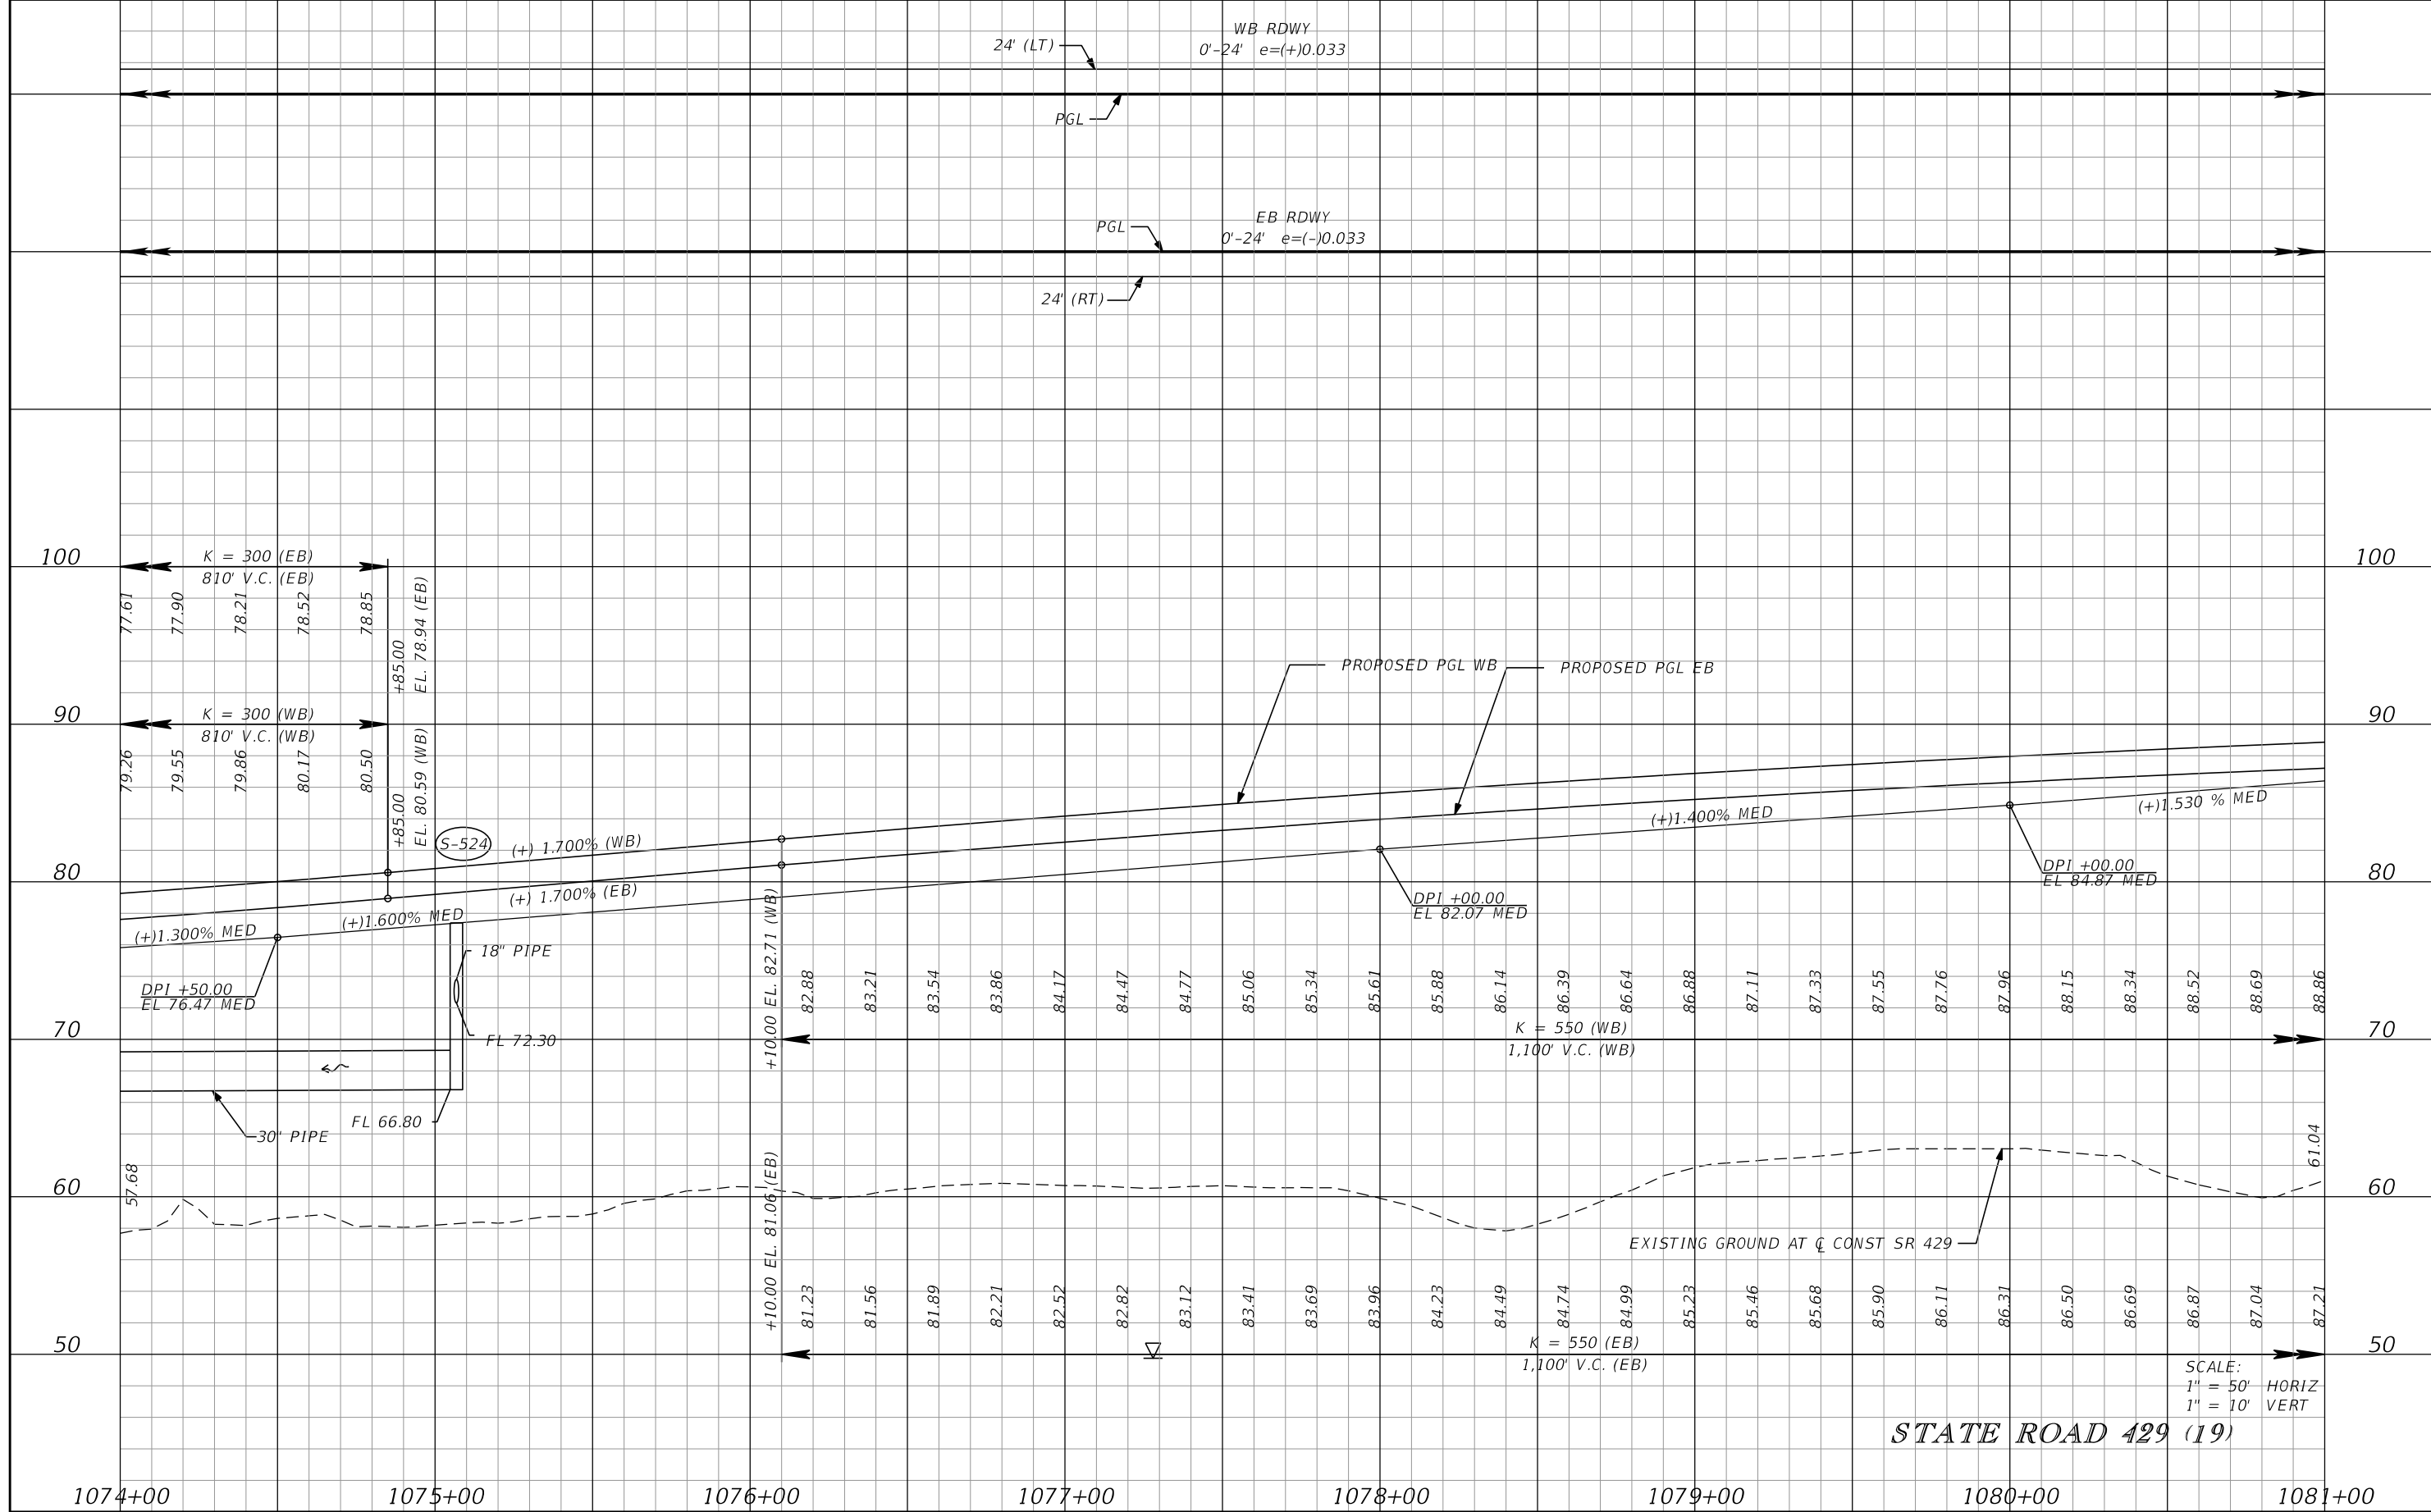 WB RDWY
24' (LT)
0'-24' e=(+)0.033
PGL
EB RDWY
PGL
0'-24' e=(-)0.033
24' (RT)
100
K = 300 (EB)
810' V.C. (EB)
100
77.61
77.90
78.21
78.52
78.85
+85.00
EL. 78.94 (EB)
PROPOSED PGL WB
PROPOSED PGL EB
90
K = 300 (WB)
810' V.C. (WB)
90
79.26
79.55
79.86
80.17
80.50
+85.00
EL. 80.59 (WB)
S-524
(+) 1.700% (WB)
(+)1.400% MED
(+)1.530 % MED
80
80
(+) 1.700% (EB)
(+)1.600% MED
(+)1.300% MED
DPI +00.00
EL 84.87 MED
DPI +00.00
EL 82.07 MED
18" PIPE
DPI +50.00
EL 76.47 MED
+10.00 EL. 82.71 (WB)
82.88
83.21
83.54
83.86
84.17
84.47
84.77
85.06
85.34
85.61
85.88
86.14
86.39
86.64
86.88
87.11
87.33
87.55
87.76
87.96
88.15
88.34
88.52
88.69
88.86
70
FL 72.30
K = 550 (WB)
1,100' V.C. (WB)
70
FL 66.80
30' PIPE
57.68
61.04
60
60
EXISTING GROUND AT ℄ CONST SR 429
+10.00 EL. 81.06 (EB)
81.23
81.56
81.89
82.21
82.52
82.82
83.12
83.41
83.69
83.96
84.23
84.49
84.74
84.99
85.23
85.46
85.68
85.90
86.11
86.31
86.50
86.69
86.87
87.04
87.21
50
K = 550 (EB)
1,100' V.C. (EB)
50
SCALE:
1" = 50' HORIZ
1" = 10' VERT
STATE ROAD 429 (19)
1074+00
1075+00
1076+00
1077+00
1078+00
1079+00
1080+00
1081+00